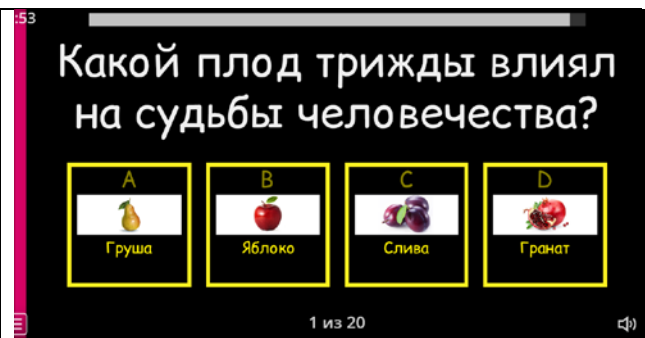 :53
Какой плод трижды влиял
на судьбы человечества?
A
B
C
D
Груша
Яблоко
Слива
Гранат
1 из 20